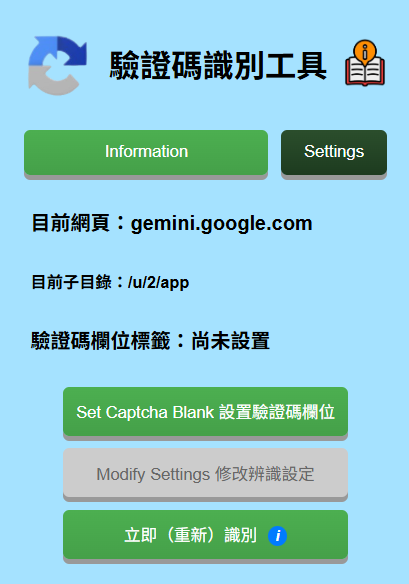 驗證碼識別工具
Information
Settings
目前網頁：gemini.google.com
目前子目錄：/u/2/app
驗證碼欄位標籤：尚未設置
Set Captcha Blank 設置驗證碼欄位
Modify Settings 修改辨識設定
立即（重新）識別 i